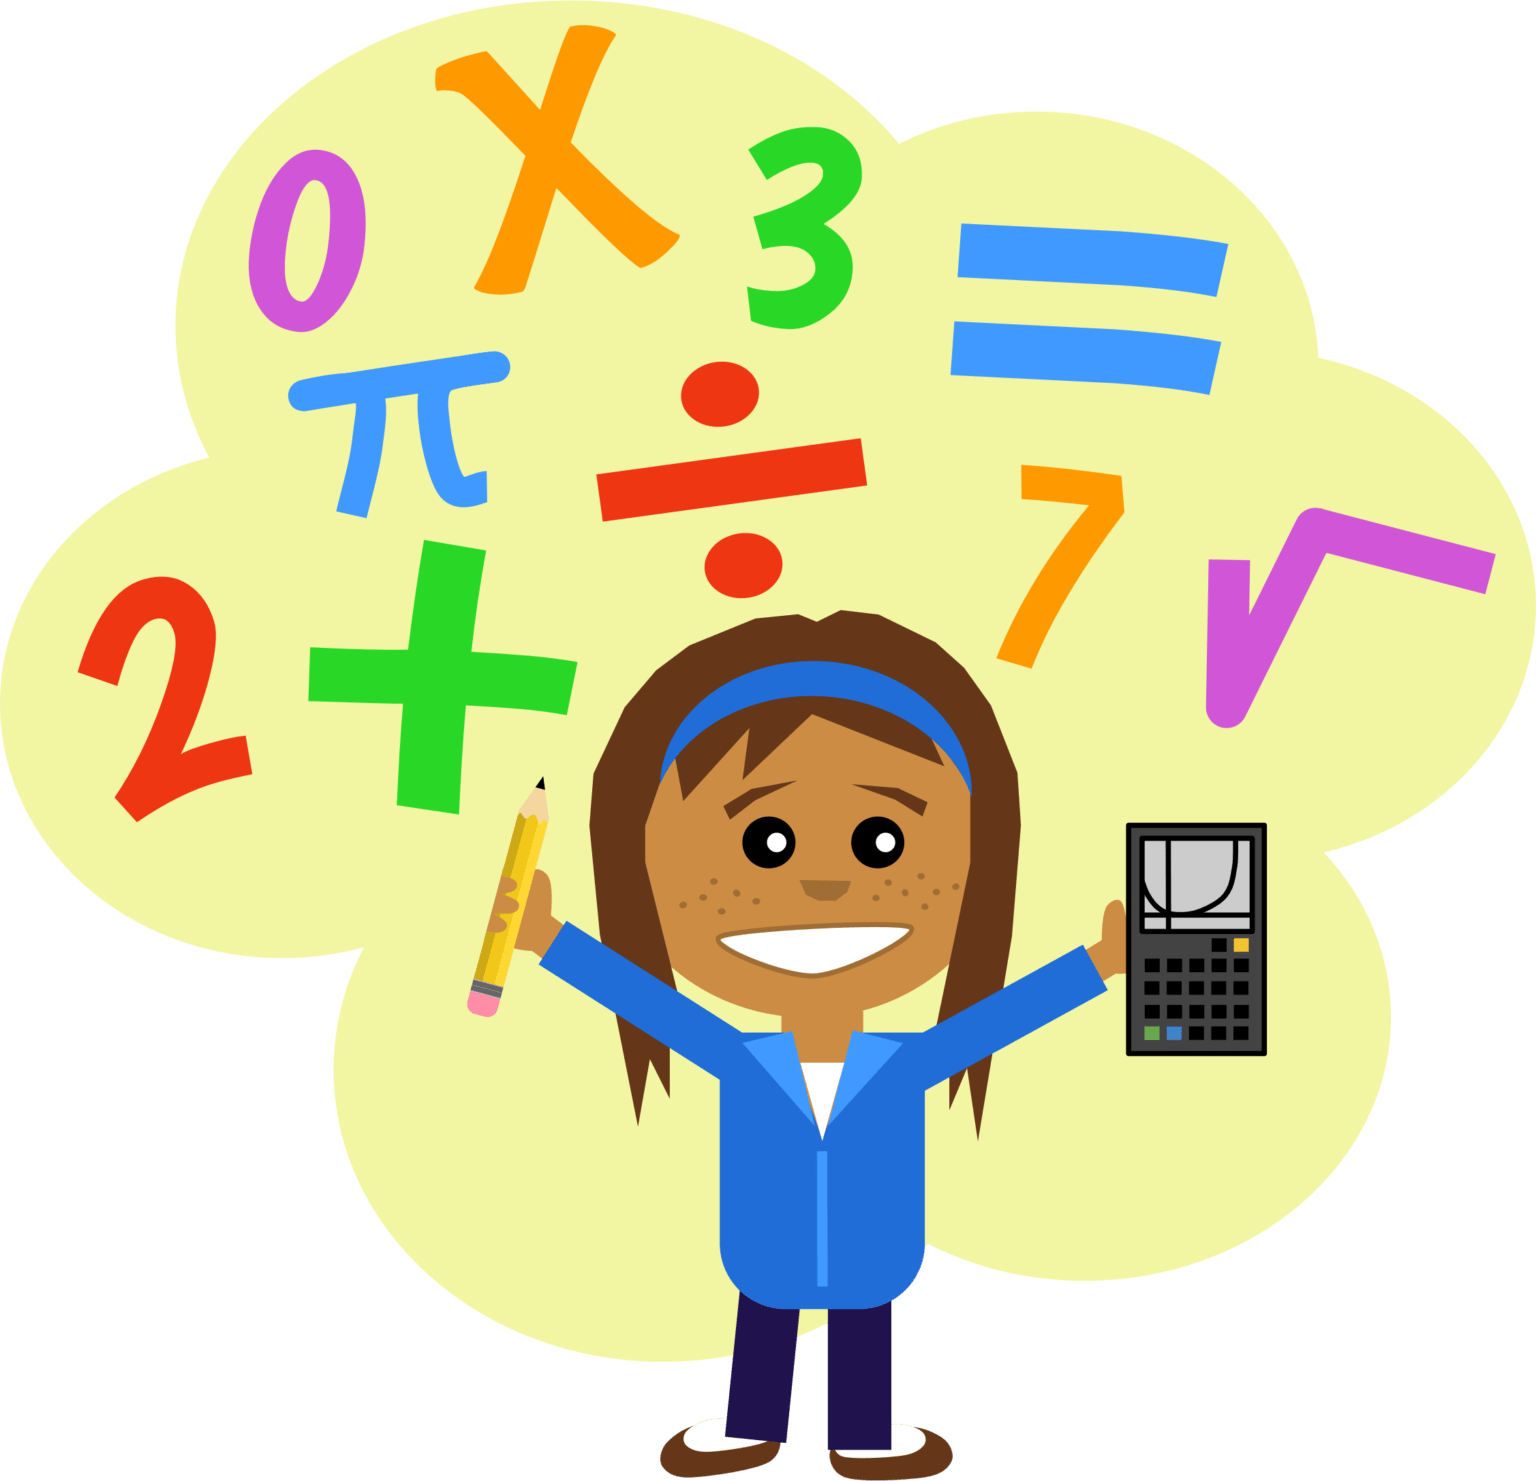 0 X 3 =
π ÷ 7 √
2 +